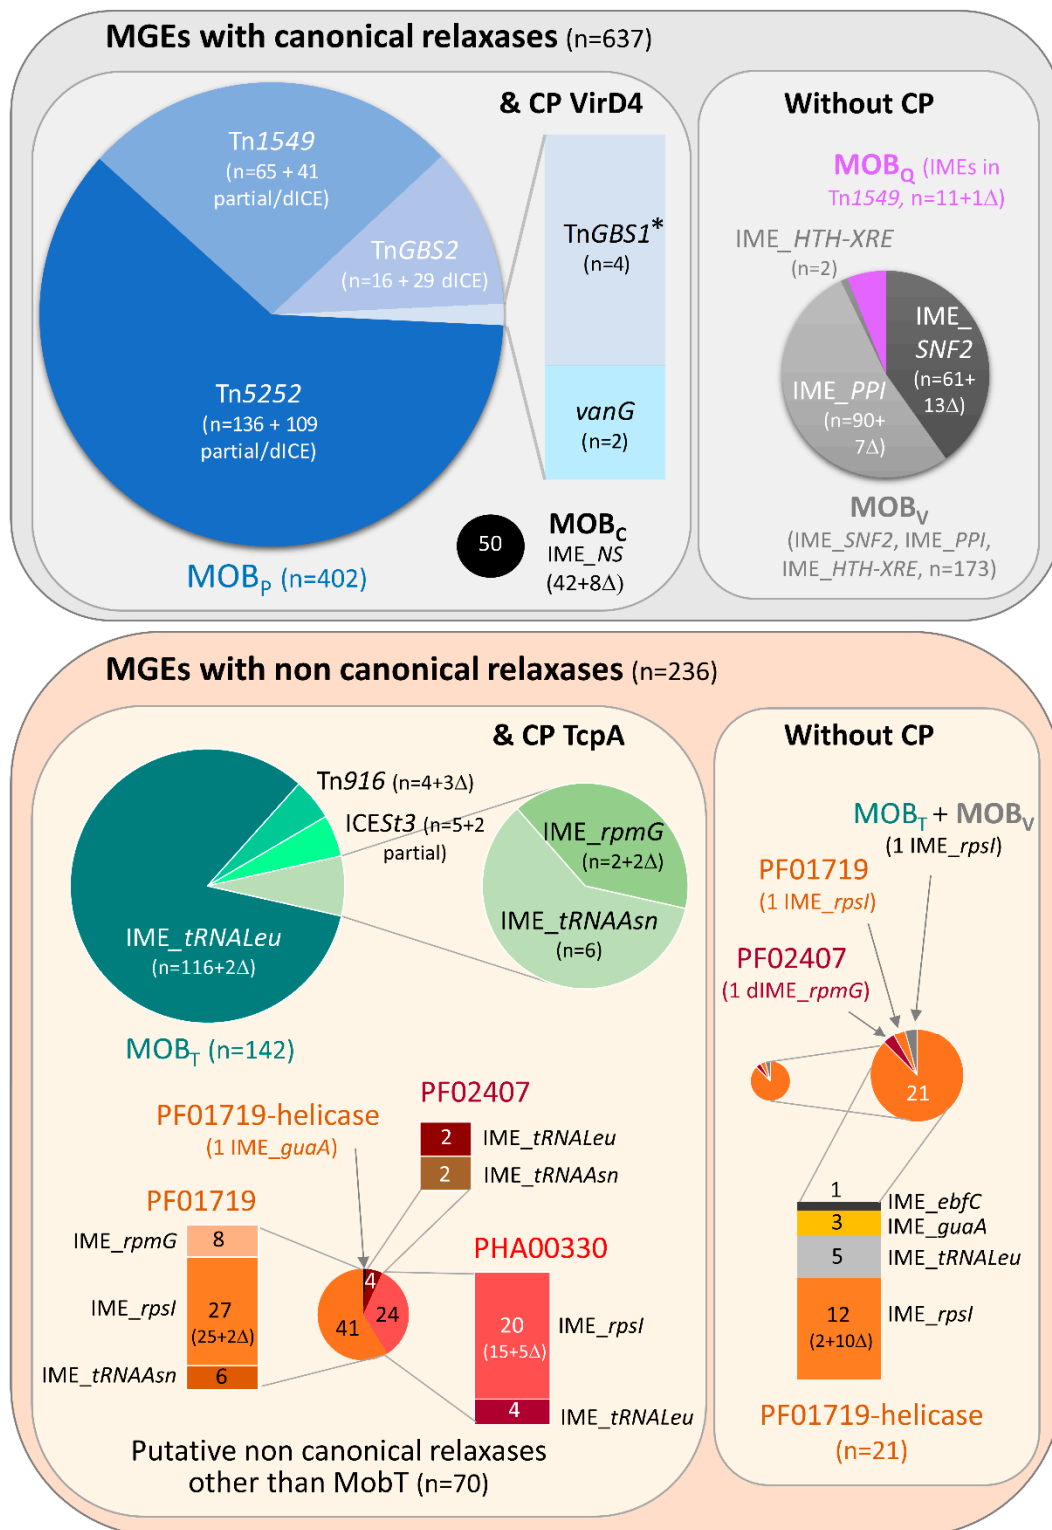 MGEs with canonical relaxases (n=637)
& CP VirD4
Tn1549
(n=65 + 41
partial/dICE)
TnGBS2
(n=16 + 29 dICE)
Tn5252
(n=136 + 109
partial/dICE)
MOBP (n=402)
TnGBS1*
(n=4)
vanG
(n=2)
50
MOBC
IME_NS
(42+8Δ)
Without CP
MOBQ (IMEs in
Tn1549, n=11+1Δ)
IME_HTH-XRE
(n=2)
IME_
SNF2
(n=61+
13Δ)
IME_PPI
(n=90+
7Δ)
MOBV
(IME_SNF2, IME_PPI,
IME_HTH-XRE, n=173)
MGEs with non canonical relaxases (n=236)
& CP TcpA
Tn916 (n=4+3Δ)
ICESt3 (n=5+2
partial)
IME_tRNALeu
(n=116+2Δ)
MOBT (n=142)
IME_rpmG
(n=2+2Δ)
IME_tRNAAsn
(n=6)
PF01719-helicase
(1 IME_guaA)
PF02407
2
IME_tRNALeu
2
IME_tRNAAsn
PF01719
IME_rpmG
8
IME_rpsI
27
(25+2Δ)
IME_tRNAAsn
6
4
41
24
PHA00330
20
(15+5Δ)
IME_rpsI
4
IME_tRNALeu
Putative non canonical relaxases
other than MobT (n=70)
Without CP
MOBT + MOBV
(1 IME_rpsI)
PF01719
(1 IME_rpsI)
PF02407
(1 dIME_rpmG)
21
1
IME_ebfC
3
IME_guaA
5
IME_tRNALeu
12
(2+10Δ)
IME_rpsI
PF01719-helicase
(n=21)